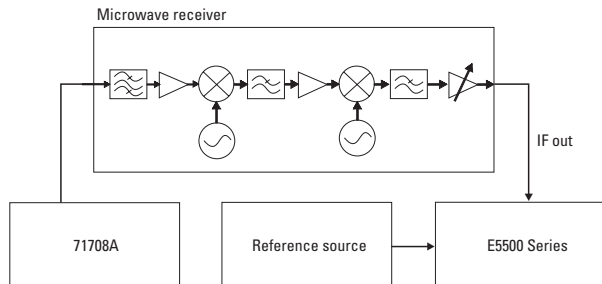 Microwave receiver
IF out
71708A
Reference source
E5500 Series